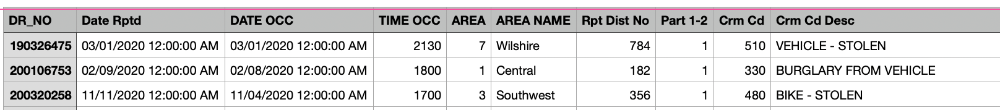 DR_NO Date Rptd DATE OCC TIME OCC AREA AREA NAME Rpt Dist No Part 1-2 Crm Cd Crm Cd Desc
190326475 03/01/2020 12:00:00 AM 03/01/2020 12:00:00 AM 2130 7 Wilshire 784 1 510 VEHICLE - STOLEN
200106753 02/09/2020 12:00:00 AM 02/08/2020 12:00:00 AM 1800 1 Central 182 1 330 BURGLARY FROM VEHICLE
200320258 11/11/2020 12:00:00 AM 11/04/2020 12:00:00 AM 1700 3 Southwest 356 1 480 BIKE - STOLEN